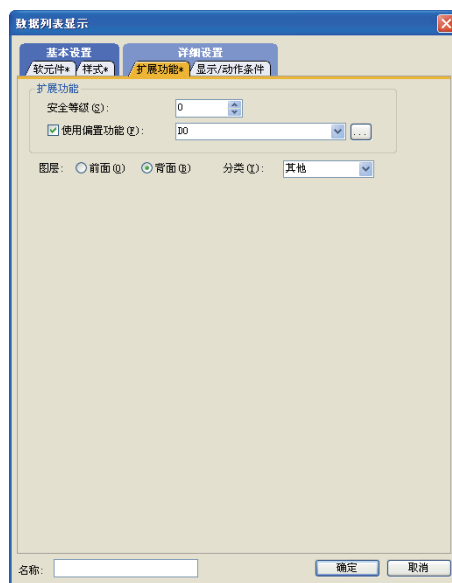 数据列表显示
基本设置 详细设置
软元件* 样式* 扩展功能* 显示/动作条件
扩展功能
安全等级(S): 0
使用偏置功能(F): D0 ...
图层: 前面(O) 背面(B) 分类(I): 其他
名称: 确定 取消